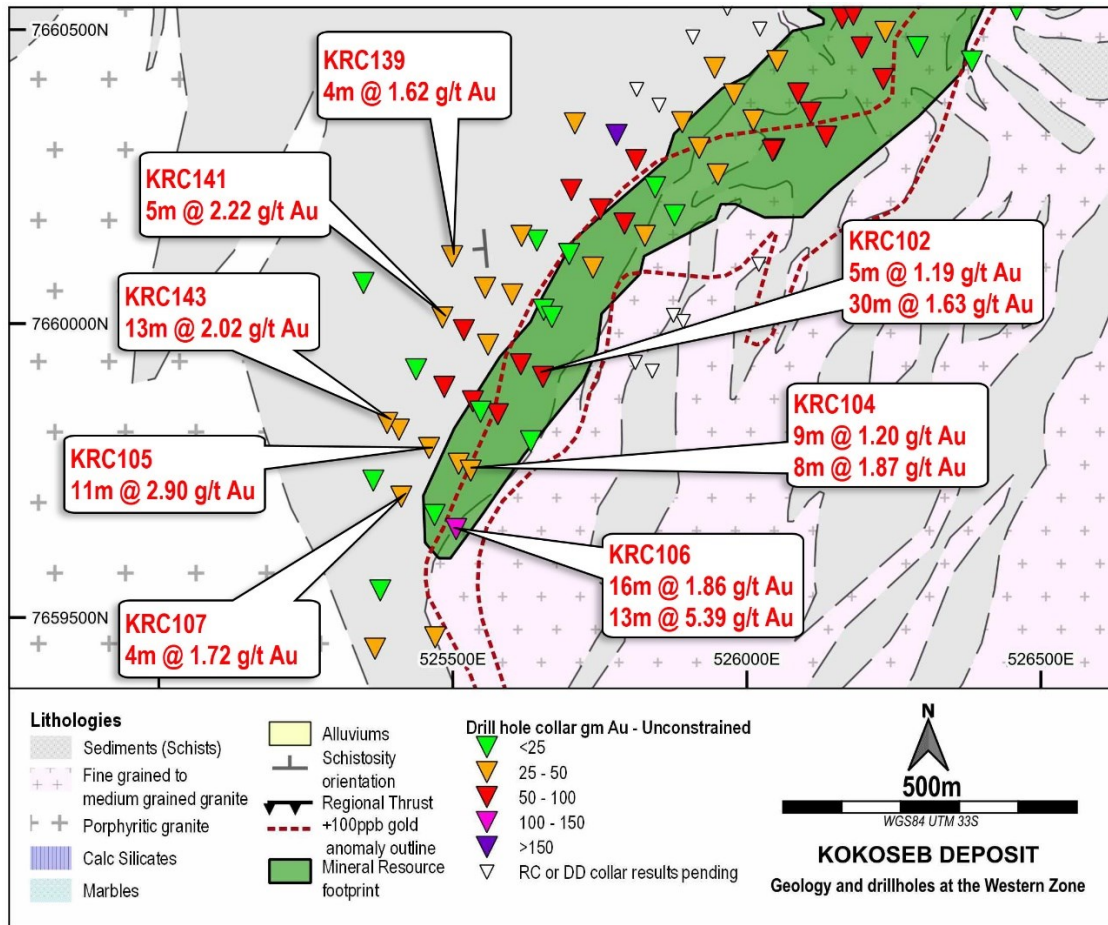 7660500N
KRC139
4m @ 1.62 g/t Au
KRC141
5m @ 2.22 g/t Au
KRC102
5m @ 1.19 g/t Au
30m @ 1.63 g/t Au
KRC143
13m @ 2.02 g/t Au
7660000N
KRC104
9m @ 1.20 g/t Au
8m @ 1.87 g/t Au
KRC105
11m @ 2.90 g/t Au
KRC106
16m @ 1.86 g/t Au
13m @ 5.39 g/t Au
7659500N
KRC107
4m @ 1.72 g/t Au
525500E
526000E
526500E
Lithologies
Sediments (Schists)
Fine grained to
medium grained granite
Porphyritic granite
Calc Silicates
Marbles
Alluviums
Schistosity
orientation
Regional Thrust
+100ppb gold
anomaly outline
Mineral Resource
footprint
Drill hole collar gm Au - Unconstrained
<25
25 - 50
50 - 100
100 - 150
>150
RC or DD collar results pending
N
500m
WGS84 UTM 33S
KOKOSEB DEPOSIT
Geology and drillholes at the Western Zone